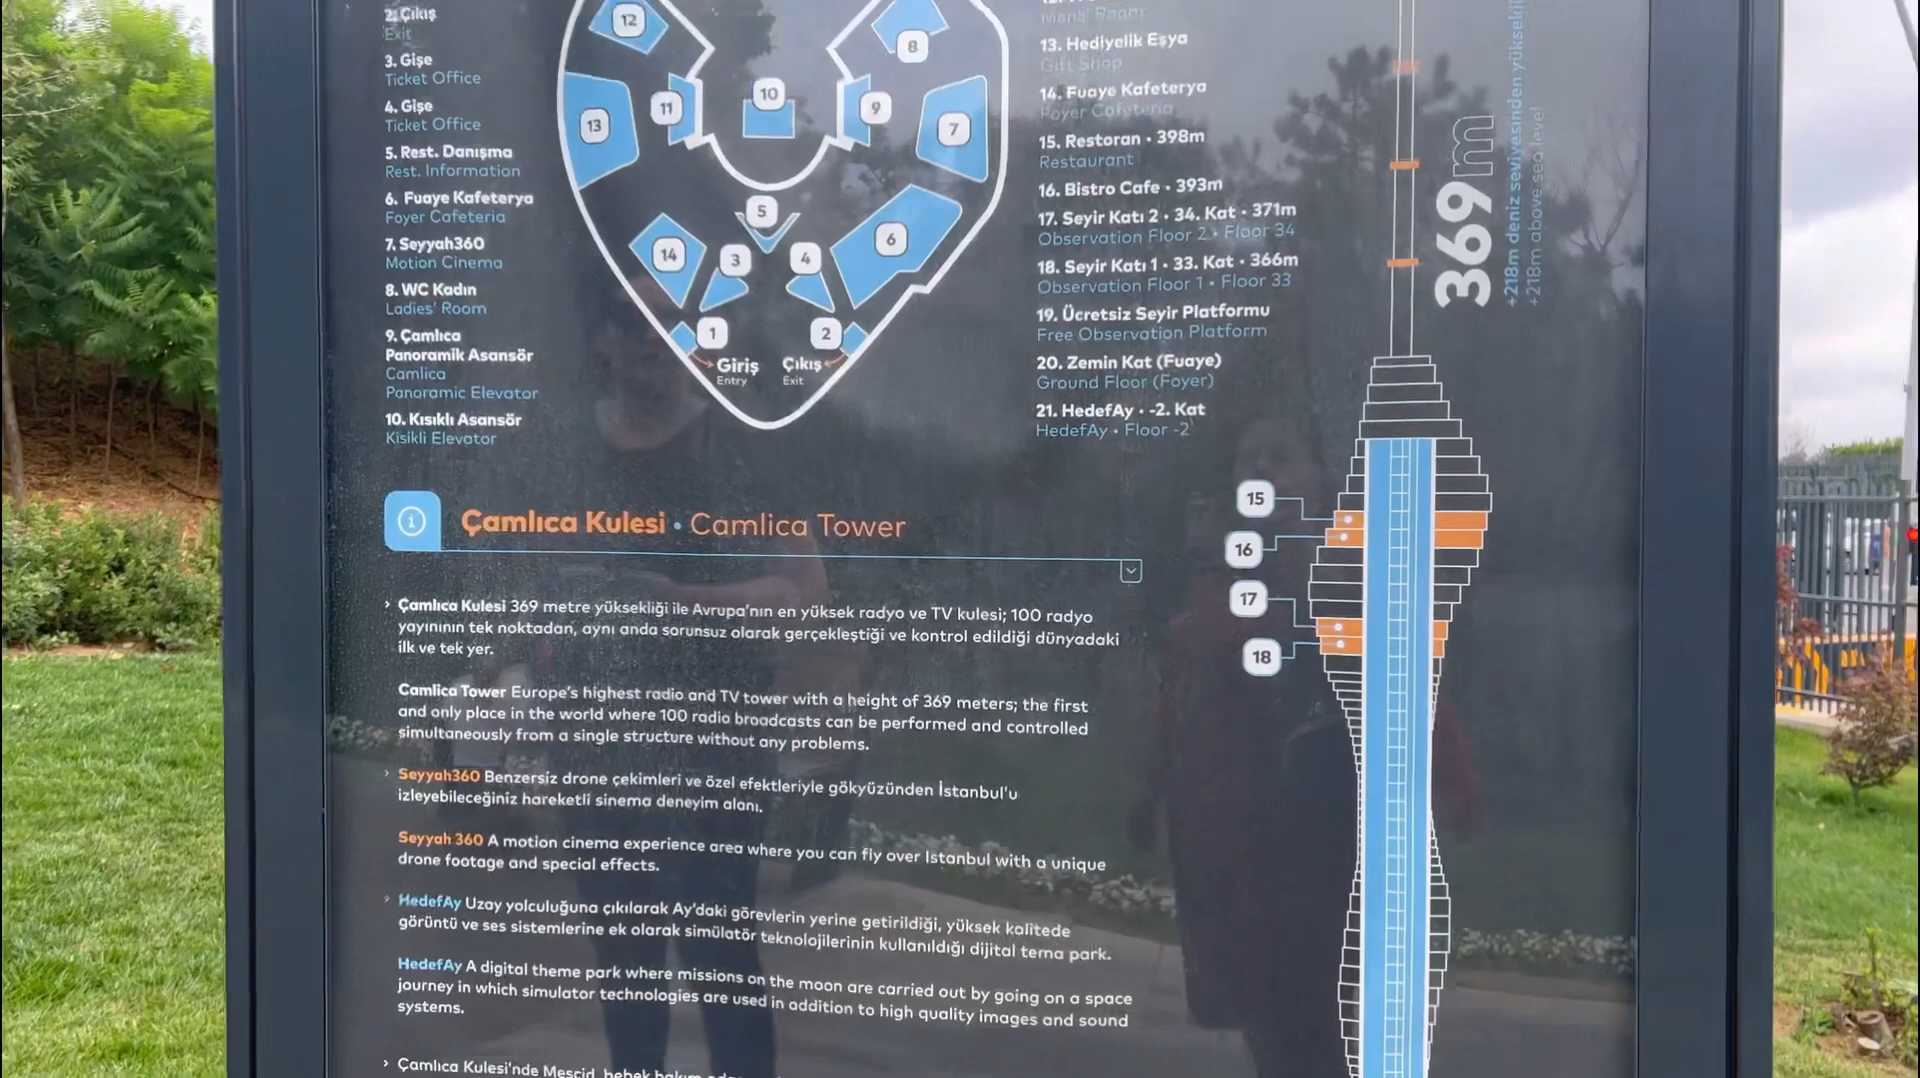 2. Çıkış
Exit
3. Gişe
Ticket Office
4. Gişe
Ticket Office
5. Rest. Danışma
Rest. Information
6. Fuaye Kafeterya
Foyer Cafeteria
7. Seyyah360
Motion Cinema
8. WC Kadın
Ladies' Room
9. Çamlıca
Panoramik Asansör
Camlica
Panoramic Elevator
10. Kısıklı Asansör
Kisikli Elevator
12
8
11
10
9
13
7
5
14
3
4
6
1
2
Giriş
Entry
Çıkış
Exit
Mens' Room
13. Hediyelik Eşya
Gift Shop
14. Fuaye Kafeterya
Foyer Cafeteria
15. Restoran • 398m
Restaurant
16. Bistro Cafe • 393m
17. Seyir Katı 2 • 34. Kat • 371m
Observation Floor 2 • Floor 34
18. Seyir Katı 1 • 33. Kat • 366m
Observation Floor 1 • Floor 33
19. Ücretsiz Seyir Platformu
Free Observation Platform
20. Zemin Kat (Fuaye)
Ground Floor (Foyer)
21. HedefAy • -2. Kat
HedefAy • Floor -2
369m
+218m deniz seviyesinden
+218m above sea level
15
16
17
18
i
Çamlıca Kulesi • Camlica Tower
› Çamlıca Kulesi 369 metre yüksekliği ile Avrupa'nın en yüksek radyo ve TV kulesi; 100 radyo
yayınının tek noktadan, aynı anda sorunsuz olarak gerçekleştiği ve kontrol edildiği dünyadaki
ilk ve tek yer.
Camlica Tower Europe's highest radio and TV tower with a height of 369 meters; the first
and only place in the world where 100 radio broadcasts can be performed and controlled
simultaneously from a single structure without any problems.
› Seyyah360 Benzersiz drone çekimleri ve özel efektleriyle gökyüzünden İstanbul'u
izleyebileceğiniz hareketli sinema deneyim alanı.
Seyyah 360 A motion cinema experience area where you can fly over Istanbul with a unique
drone footage and special effects.
› HedefAy Uzay yolculuğuna çıkılarak Ay'daki görevlerin yerine getirildiği, yüksek kalitede
görüntü ve ses sistemlerine ek olarak simülatör teknolojilerinin kullanıldığı dijital tema park.
HedefAy A digital theme park where missions on the moon are carried out by going on a space
journey in which simulator technologies are used in addition to high quality images and sound
systems.
› Çamlıca Kulesi'nde Mescid, bebek bakım